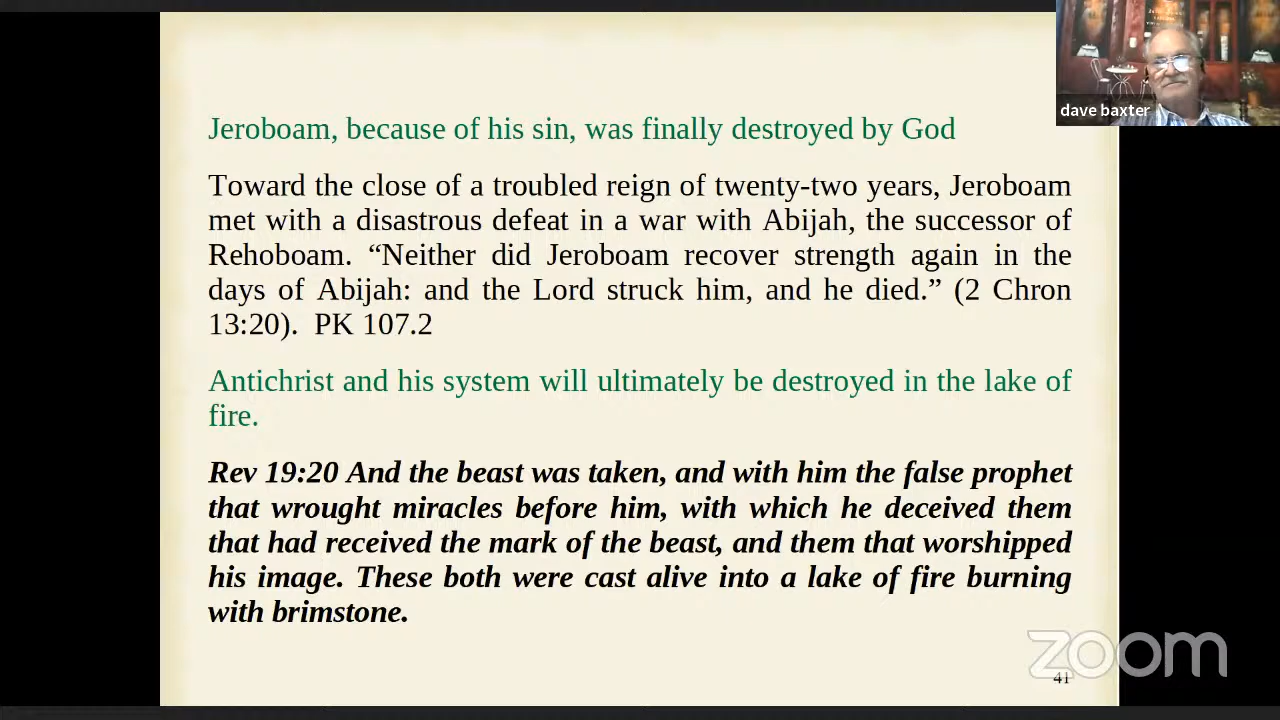 dave baxter
Jeroboam, because of his sin, was finally destroyed by God
Toward the close of a troubled reign of twenty-two years, Jeroboam
met with a disastrous defeat in a war with Abijah, the successor of
Rehoboam. “Neither did Jeroboam recover strength again in the
days of Abijah: and the Lord struck him, and he died.” (2 Chron
13:20).  PK 107.2
Antichrist and his system will ultimately be destroyed in the lake of
fire.
Rev 19:20 And the beast was taken, and with him the false prophet
that wrought miracles before him, with which he deceived them
that had received the mark of the beast, and them that worshipped
his image. These both were cast alive into a lake of fire burning
with brimstone.
zoom
41